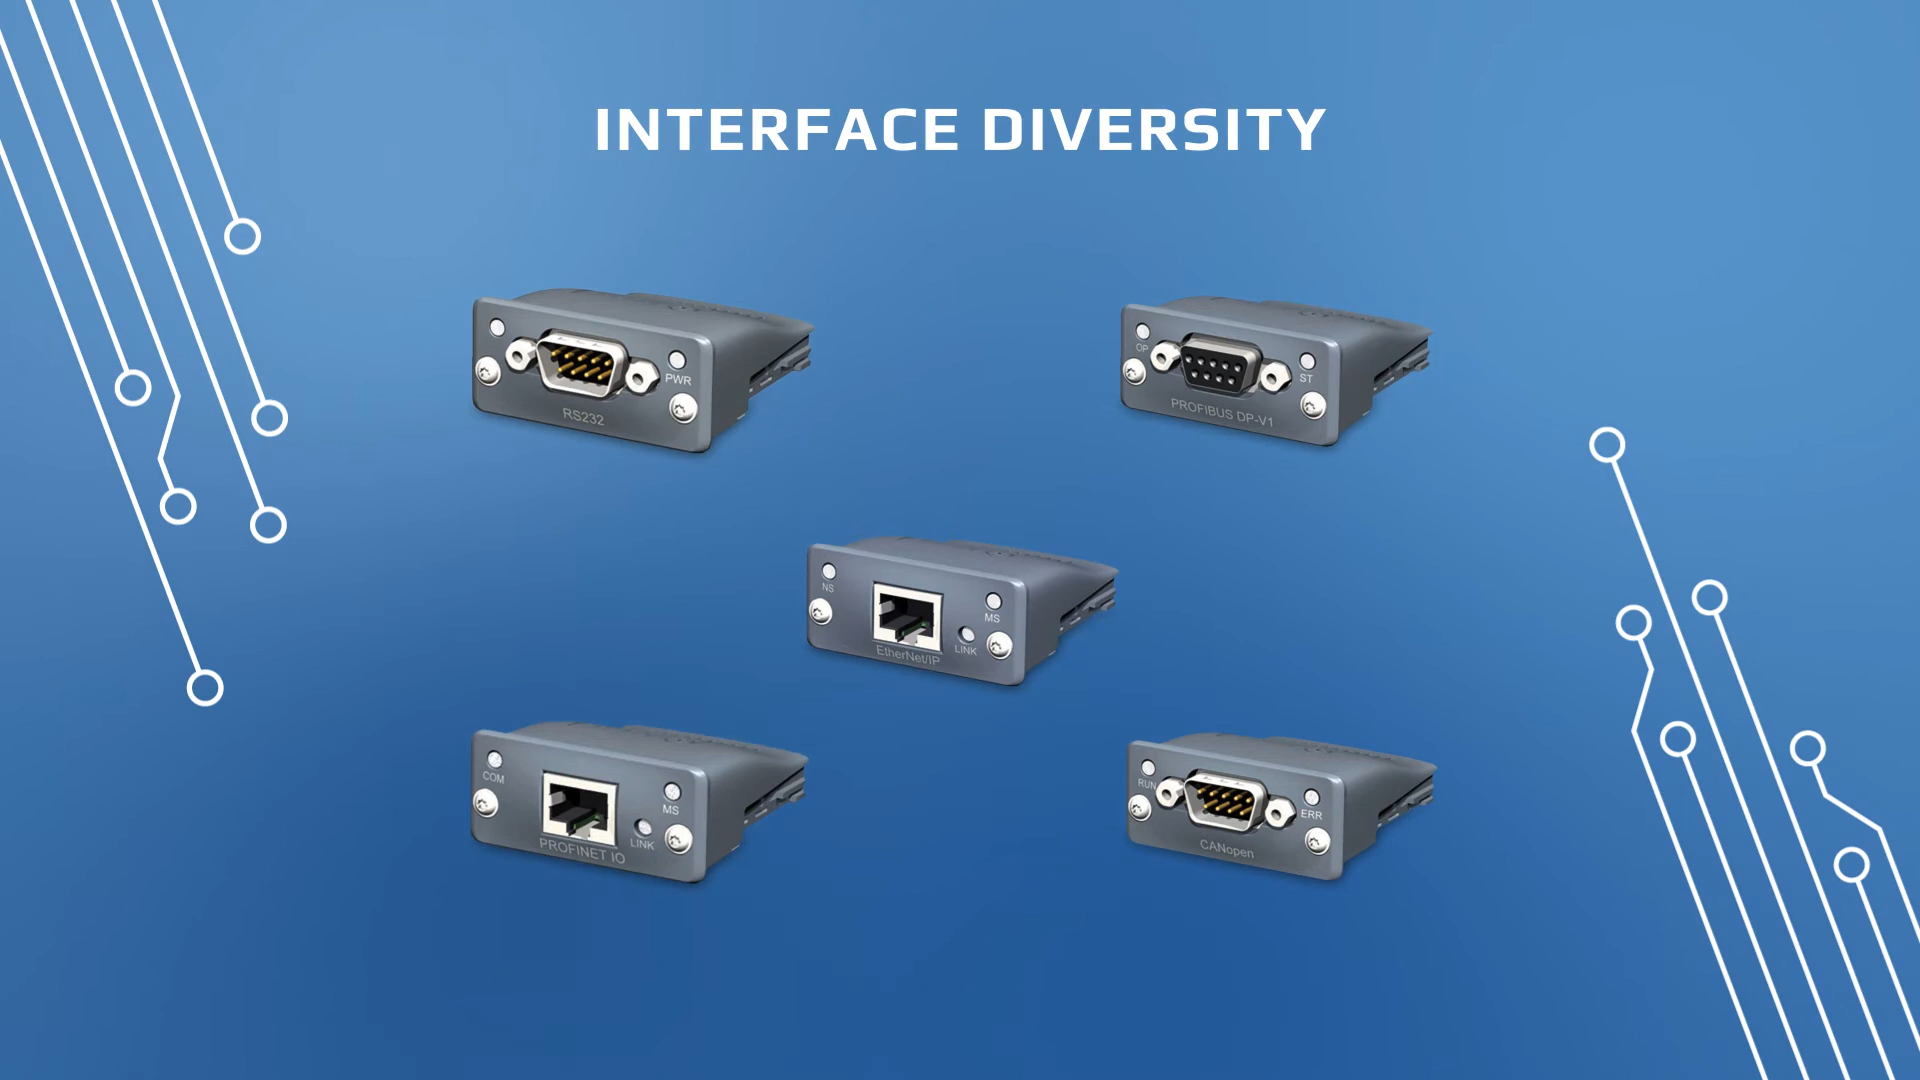 INTERFACE DIVERSITY
PWR
RS232
OP
ST
PROFIBUS DP-V1
NS
MS
LINK
EtherNet/IP
COM
MS
LINK
PROFINET IO
RUN
ERR
CANopen